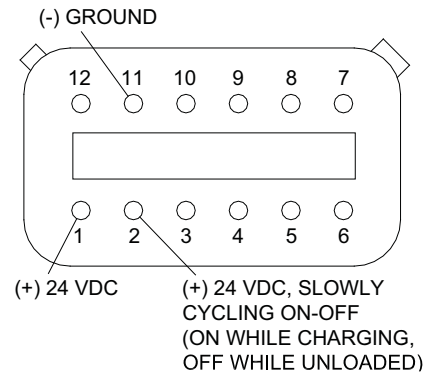 (-) GROUND
12 11 10 9 8 7
1 2 3 4 5 6
(+) 24 VDC
(+) 24 VDC, SLOWLY
CYCLING ON-OFF
(ON WHILE CHARGING,
OFF WHILE UNLOADED)